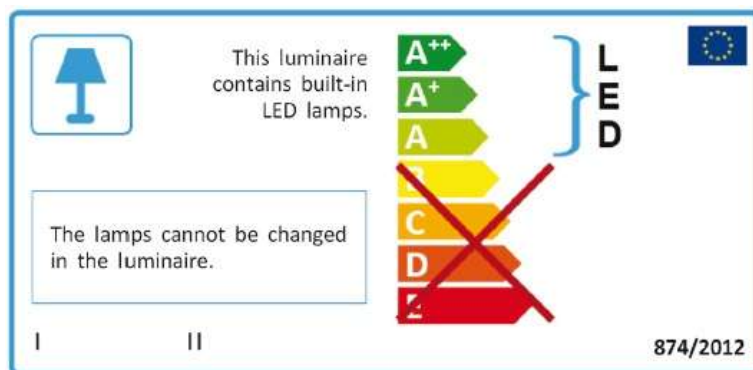 This luminaire
contains built-in
LED lamps.
A++
A+
A
B
C
D
E
L
E
D
The lamps cannot be changed
in the luminaire.
I
II
874/2012